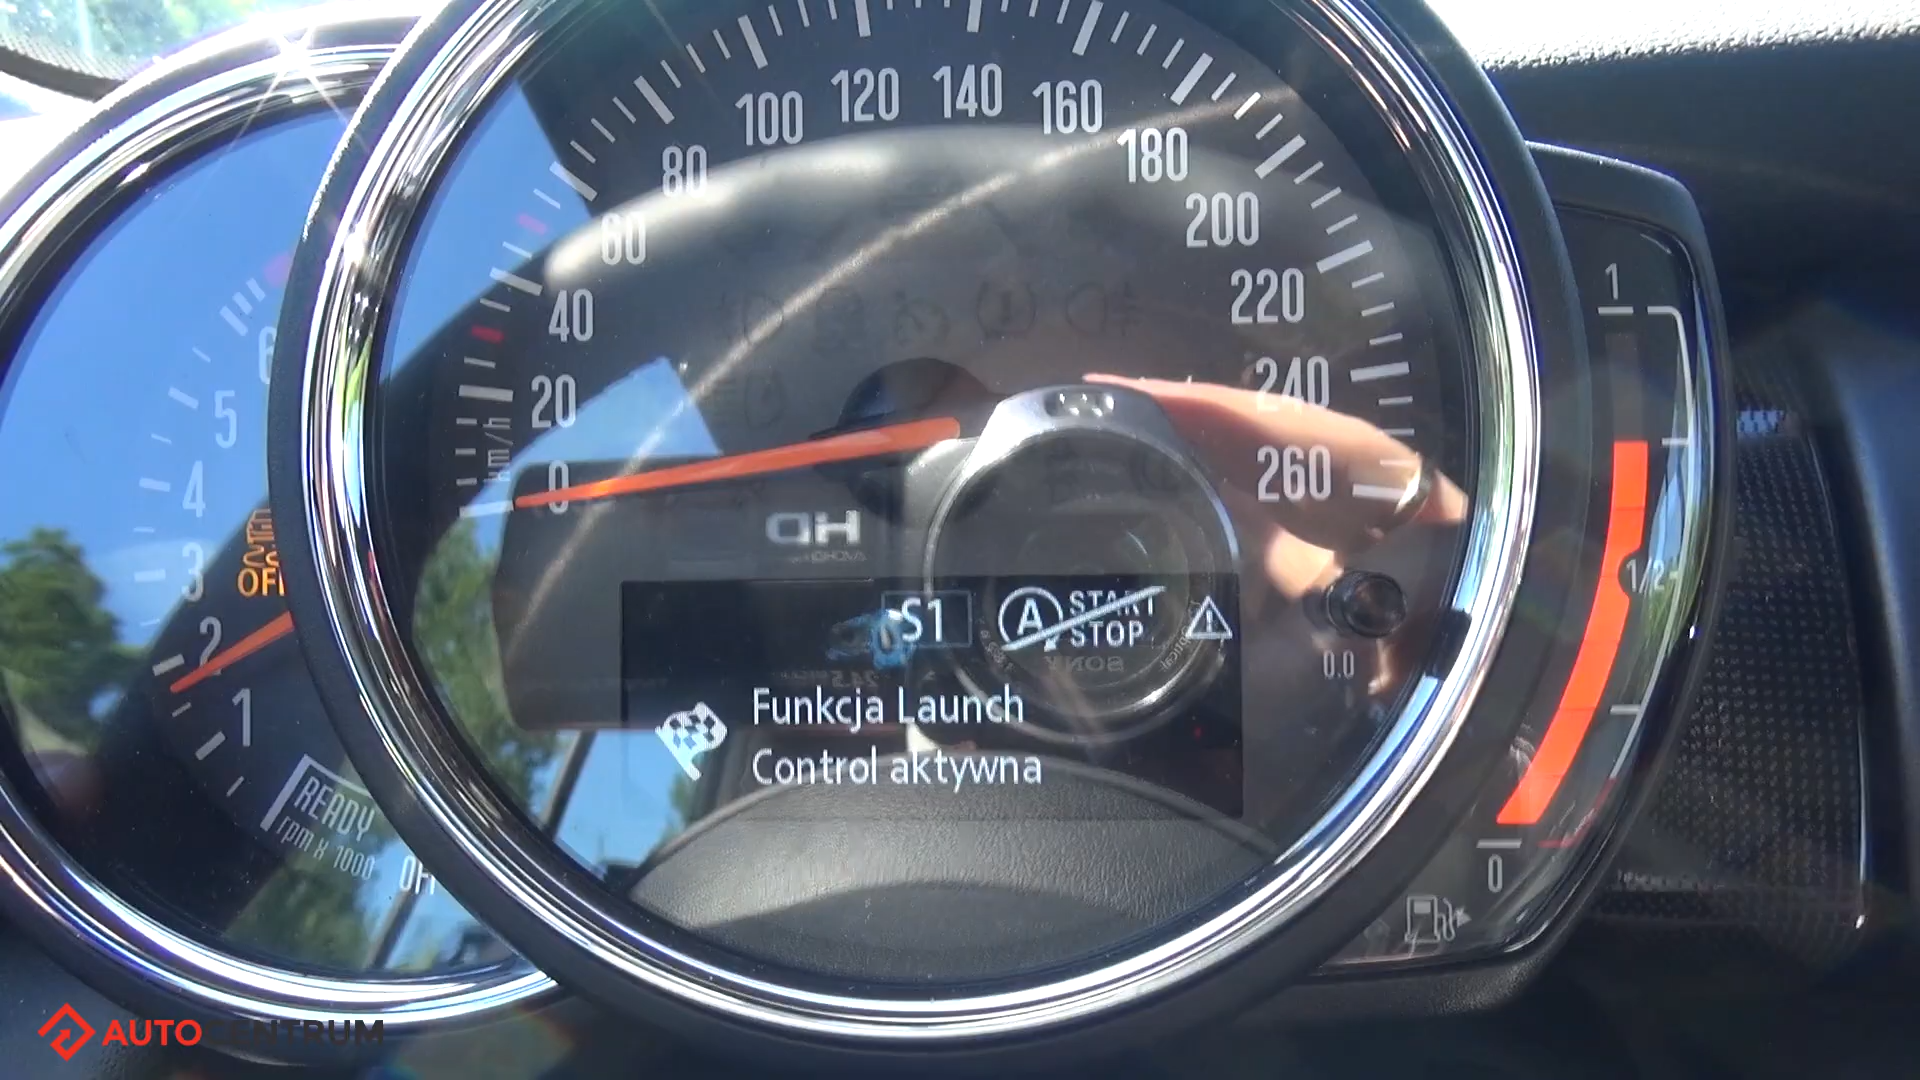 100 120 140 160
80 180
60 200
40 220
20 240
0 260
km/h
6
5
4
3
2
1
OFF
READY
rpm x 1000
OFF
HD
S1
A
START
STOP
SONY
0.0
Funkcja Launch
Control aktywna
1
1/2
0
AUTOCENTRUM